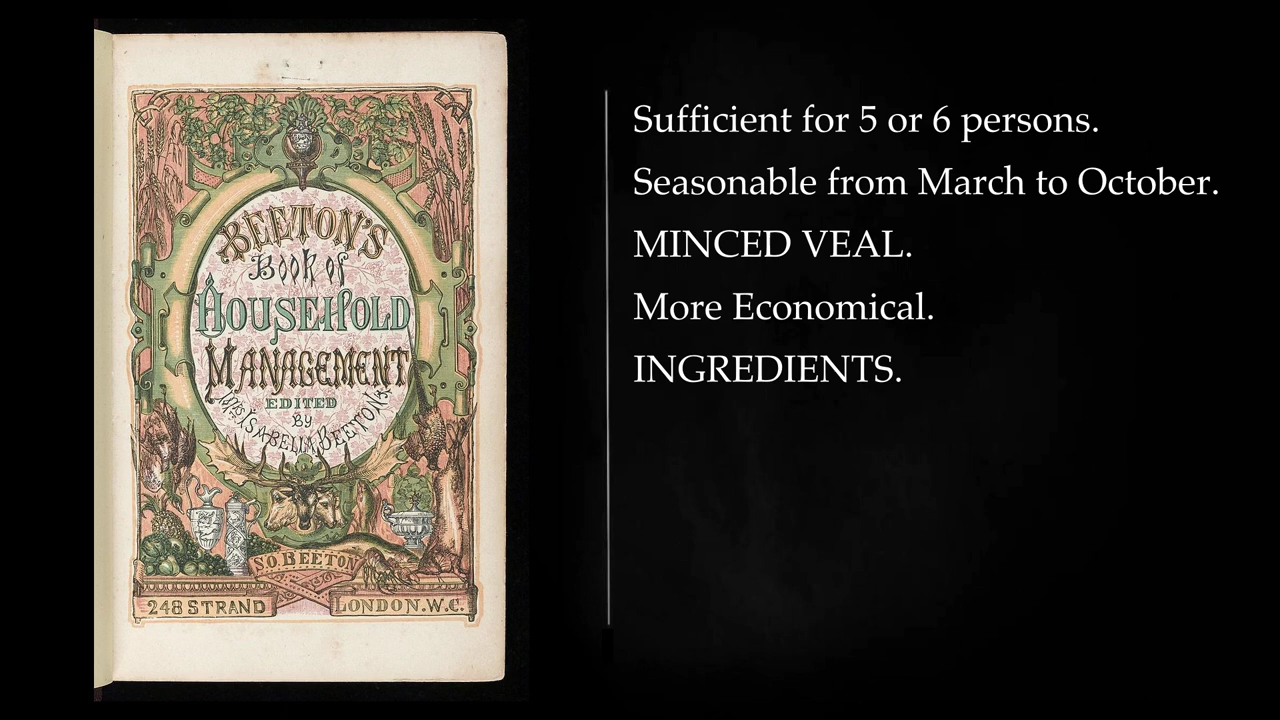 BEETON'S
Book of
HOUSEHOLD
MANAGEMENT
EDITED
BY
MRS ISABELLA BEETON
S.O. BEETON
248 STRAND
LONDON. W.C.
Sufficient for 5 or 6 persons.
Seasonable from March to October.
MINCED VEAL.
More Economical.
INGREDIENTS.